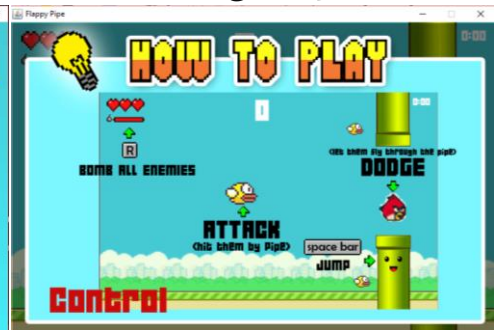 Flappy Pipe
0:00
HOW TO PLAY
1
0:00
R
BOMB ALL ENEMIES
(let them fly through the pipe)
DODGE
ATTACK
(hit them by Pipe)
space bar
JUMP
Control